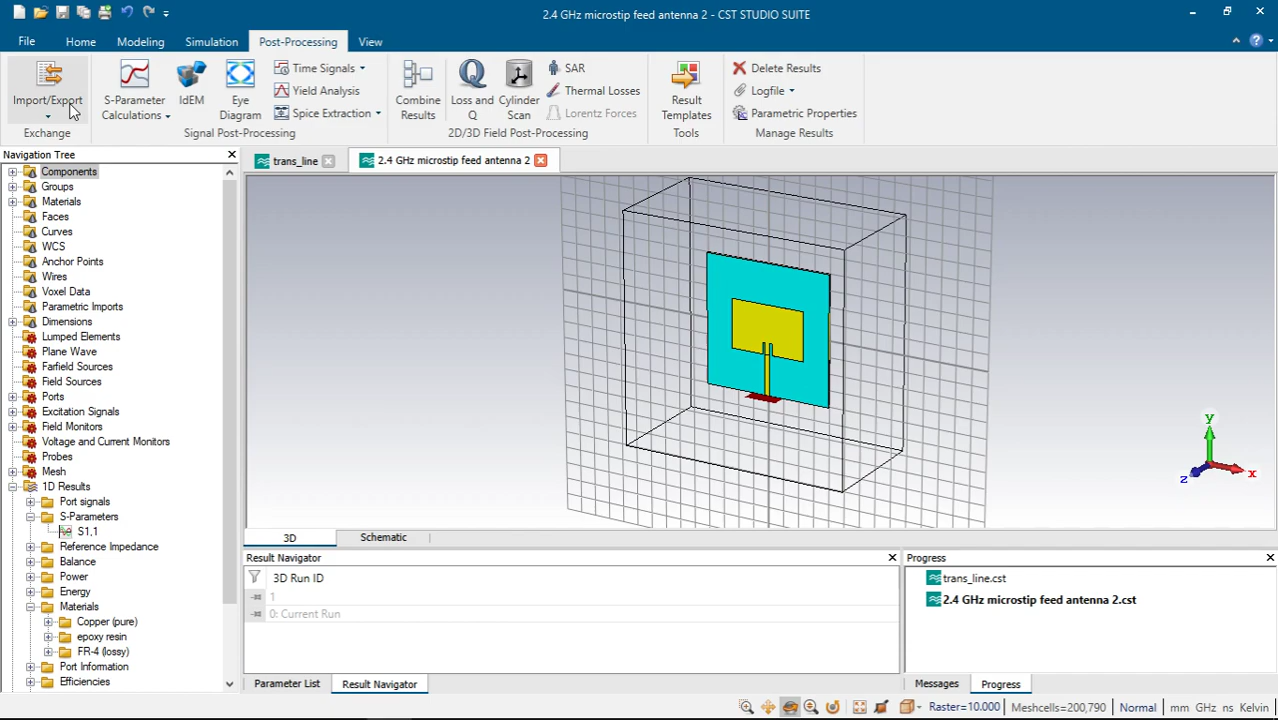 2.4 GHz microstip feed antenna 2 - CST STUDIO SUITE
File Home Modeling Simulation Post-Processing View
Import/Export
Exchange
S-Parameter
Calculations
IdEM
Eye
Diagram
Time Signals
Yield Analysis
Spice Extraction
Signal Post-Processing
Combine
Results
Loss and
Q
Cylinder
Scan
SAR
Thermal Losses
Lorentz Forces
2D/3D Field Post-Processing
Result
Templates
Tools
Delete Results
Logfile
Parametric Properties
Manage Results
Navigation Tree
Components
Groups
Materials
Faces
Curves
WCS
Anchor Points
Wires
Voxel Data
Parametric Imports
Dimensions
Lumped Elements
Plane Wave
Farfield Sources
Field Sources
Ports
Excitation Signals
Field Monitors
Voltage and Current Monitors
Probes
Mesh
1D Results
Port signals
S-Parameters
S1,1
Reference Impedance
Balance
Power
Energy
Materials
Copper (pure)
epoxy resin
FR-4 (lossy)
Port Information
Efficiencies
trans_line
2.4 GHz microstip feed antenna 2
y
x
z
3D Schematic
Result Navigator
3D Run ID
1
0: Current Run
Parameter List Result Navigator
Progress
trans_line.cst
2.4 GHz microstip feed antenna 2.cst
Messages Progress
Raster=10.000 Meshcells=200,790 Normal mm GHz ns Kelvin